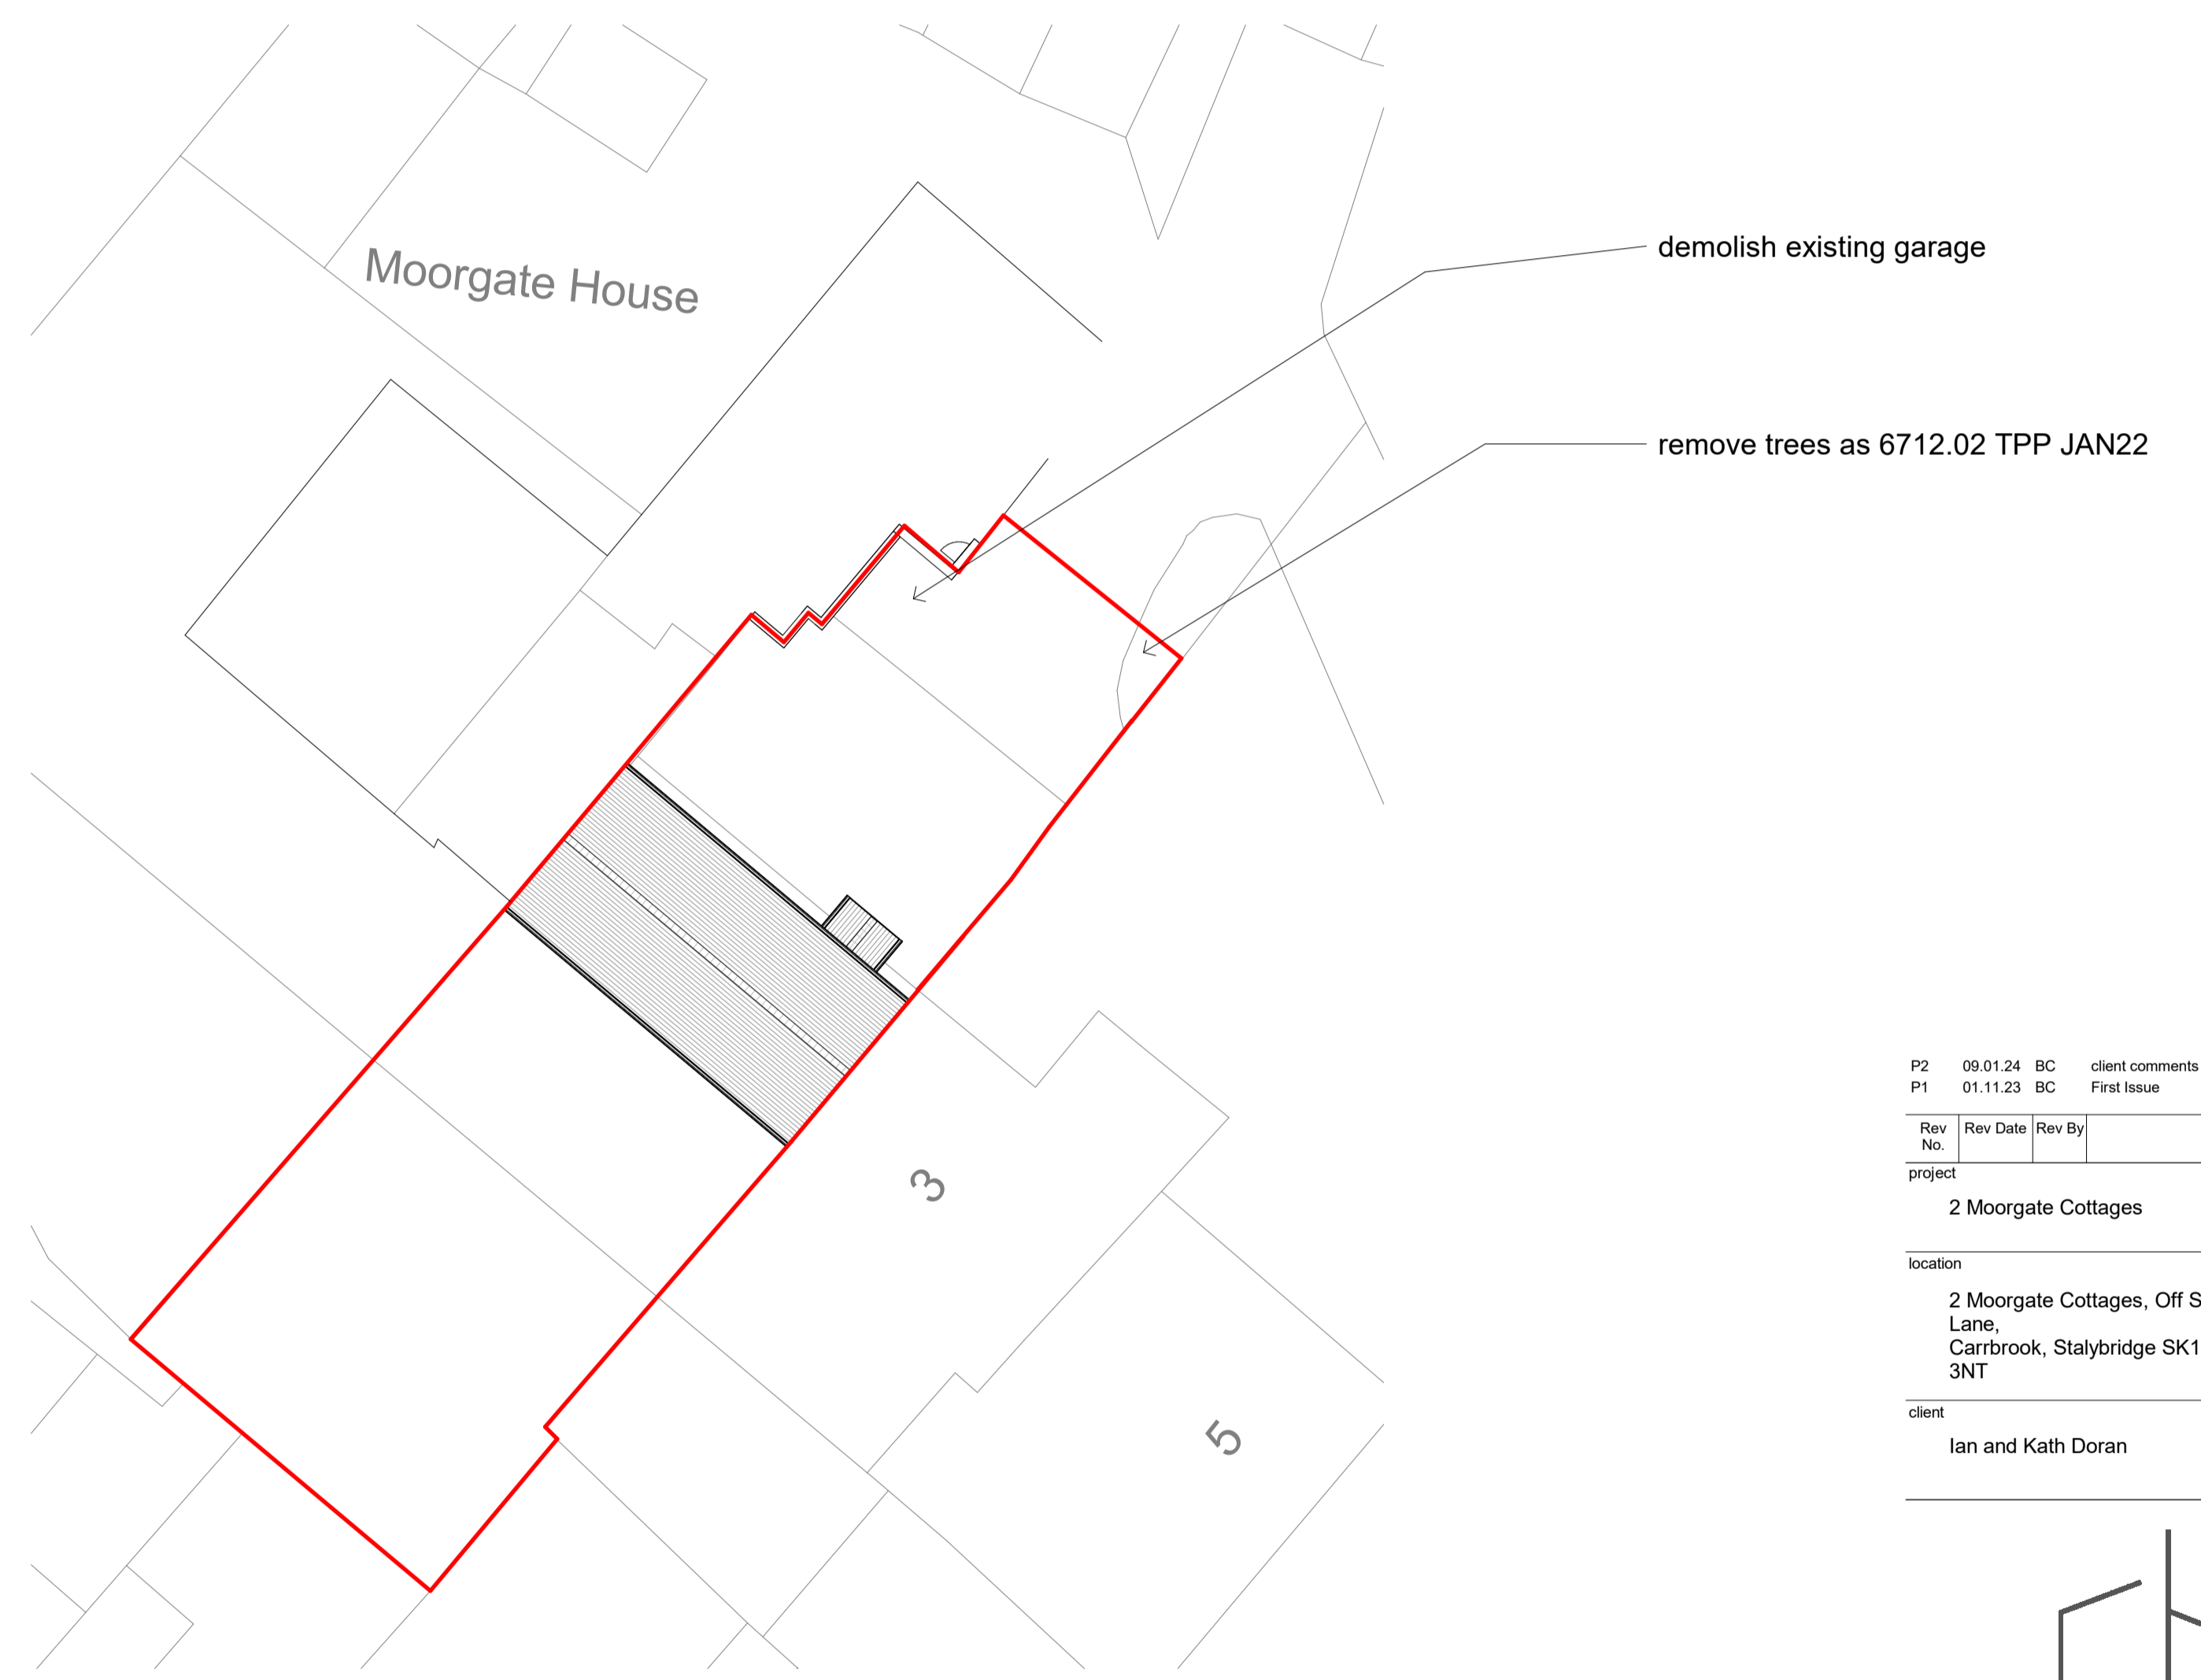 Moorgate House
demolish existing garage
remove trees as 6712.02 TPP JAN22
3
5
P2 09.01.24 BC client comments
P1 01.11.23 BC First Issue
Rev No. Rev Date Rev By
project
2 Moorgate Cottages
location
2 Moorgate Cottages, Off S
Lane,
Carrbrook, Stalybridge SK1
3NT
client
Ian and Kath Doran